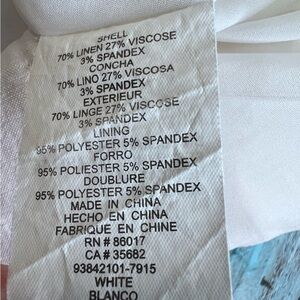 SHELL
70% LINEN 27% VISCOSE
3% SPANDEX
CONCHA
70% LINO 27% VISCOSA
3% SPANDEX
EXTERIEUR
70% LINGE 27% VISCOSE
3% SPANDEX
LINING
95% POLYESTER 5% SPANDEX
FORRO
95% POLYESTER 5% SPANDEX
DOUBLURE
95% POLYESTER 5% SPANDEX
MADE IN CHINA
HECHO EN CHINA
FABRIQUE EN CHINE
RN # 86017
CA # 35682
93842101-7915
WHITE
BLANCO